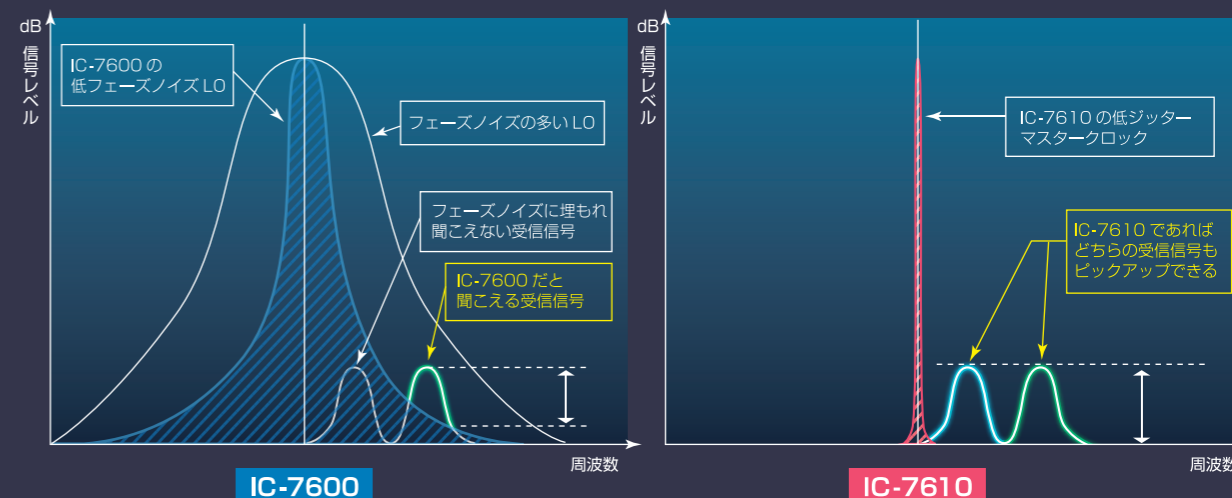 dB
信号レベル
IC-7600 の
低フェーズノイズ LO
フェーズノイズの多い LO
フェーズノイズに埋もれ
聞こえない受信信号
IC-7600 だと
聞こえる受信信号
周波数
IC-7600
dB
信号レベル
IC-7610 の低ジッター
マスタークロック
IC-7610 であれば
どちらの受信信号も
ピックアップできる
周波数
IC-7610